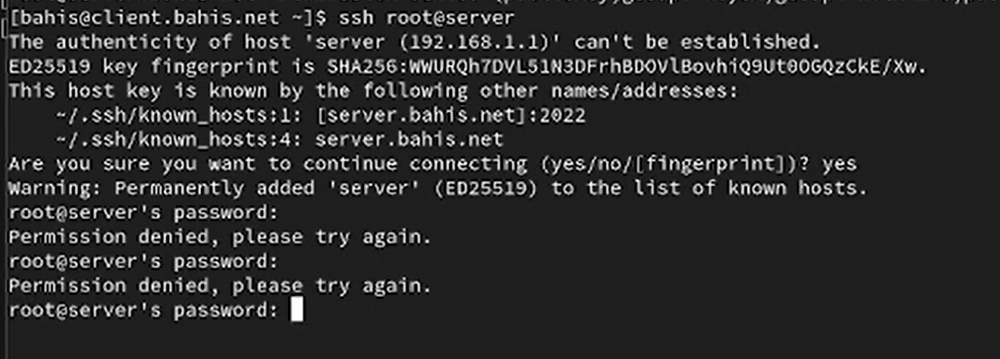 [bahis@client.bahis.net ~]$ ssh root@server
The authenticity of host 'server (192.168.1.1)' can't be established.
ED25519 key fingerprint is SHA256:WWURQh7DVL51N3DFrhBDOVlBovhiQ9Ut0OGQzCkE/Xw.
This host key is known by the following other names/addresses:
    ~/.ssh/known_hosts:1: [server.bahis.net]:2022
    ~/.ssh/known_hosts:4: server.bahis.net
Are you sure you want to continue connecting (yes/no/[fingerprint])? yes
Warning: Permanently added 'server' (ED25519) to the list of known hosts.
root@server's password:
Permission denied, please try again.
root@server's password:
Permission denied, please try again.
root@server's password: